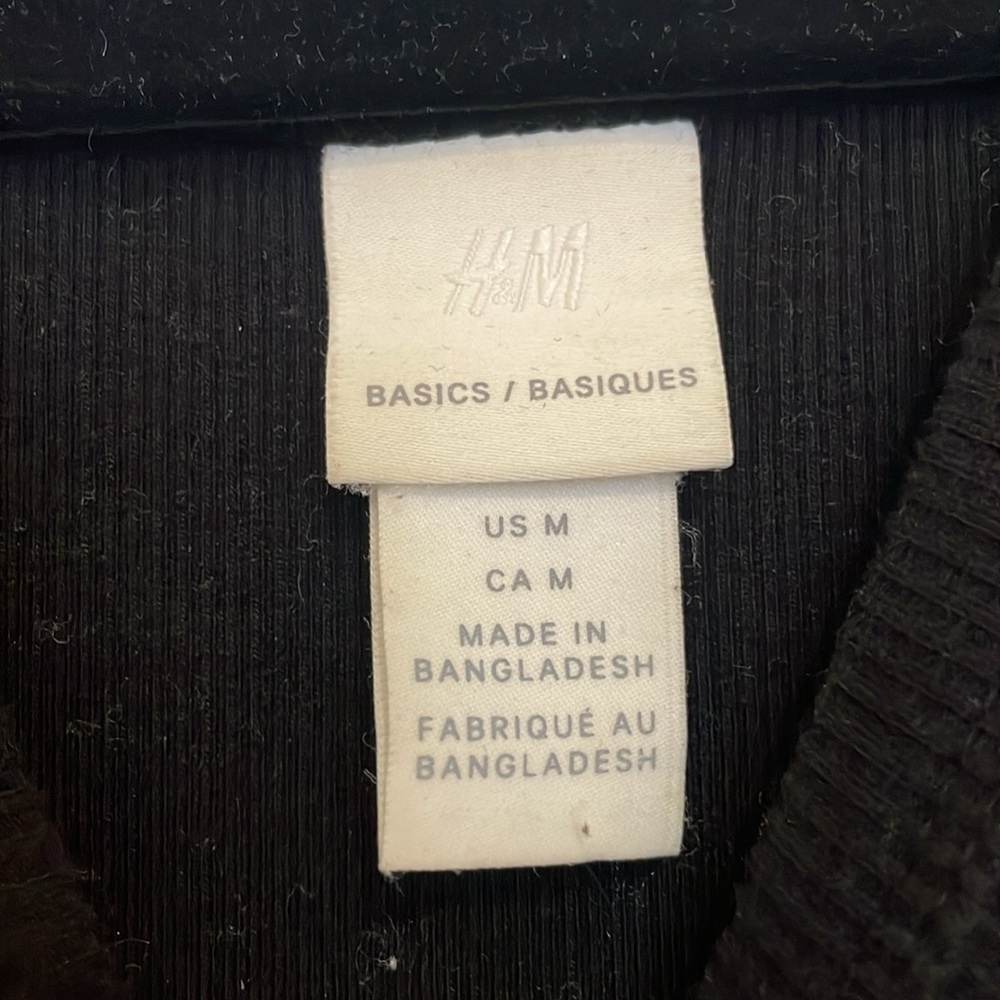 H&M
BASICS / BASIQUES
US M
CA M
MADE IN
BANGLADESH
FABRIQUÉ AU
BANGLADESH